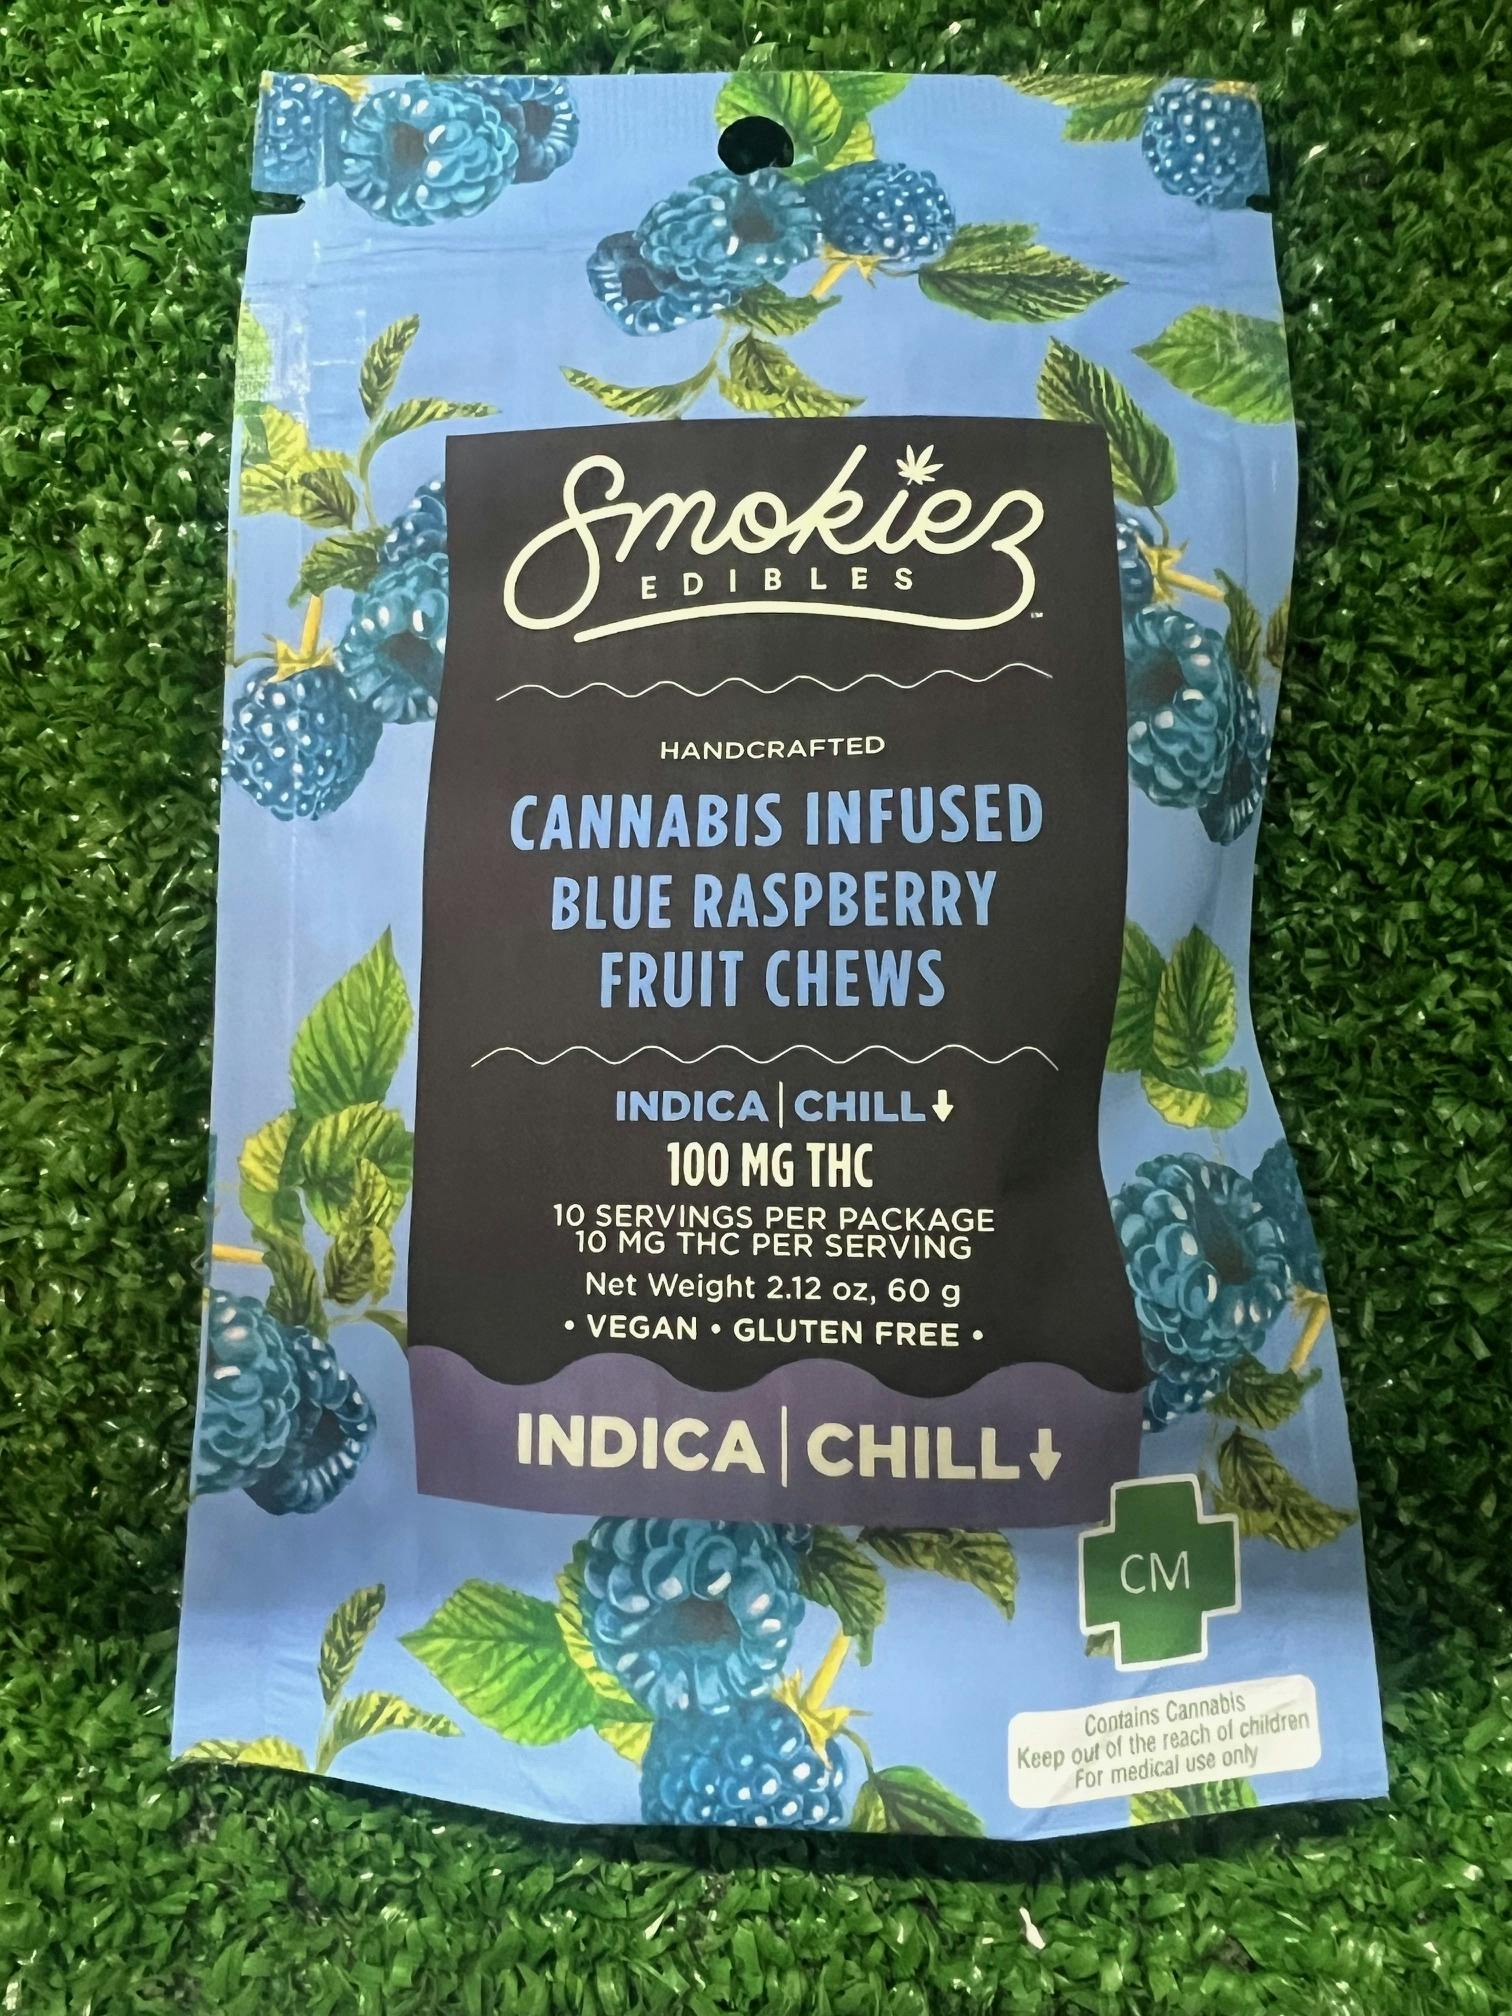 Smokiez
EDIBLES
TM
HANDCRAFTED
CANNABIS INFUSED
BLUE RASPBERRY
FRUIT CHEWS
INDICA | CHILL
100 MG THC
10 SERVINGS PER PACKAGE
10 MG THC PER SERVING
Net Weight 2.12 oz, 60 g
• VEGAN • GLUTEN FREE •
INDICA | CHILL
CM
Contains Cannabis
Keep out of the reach of children
For medical use only